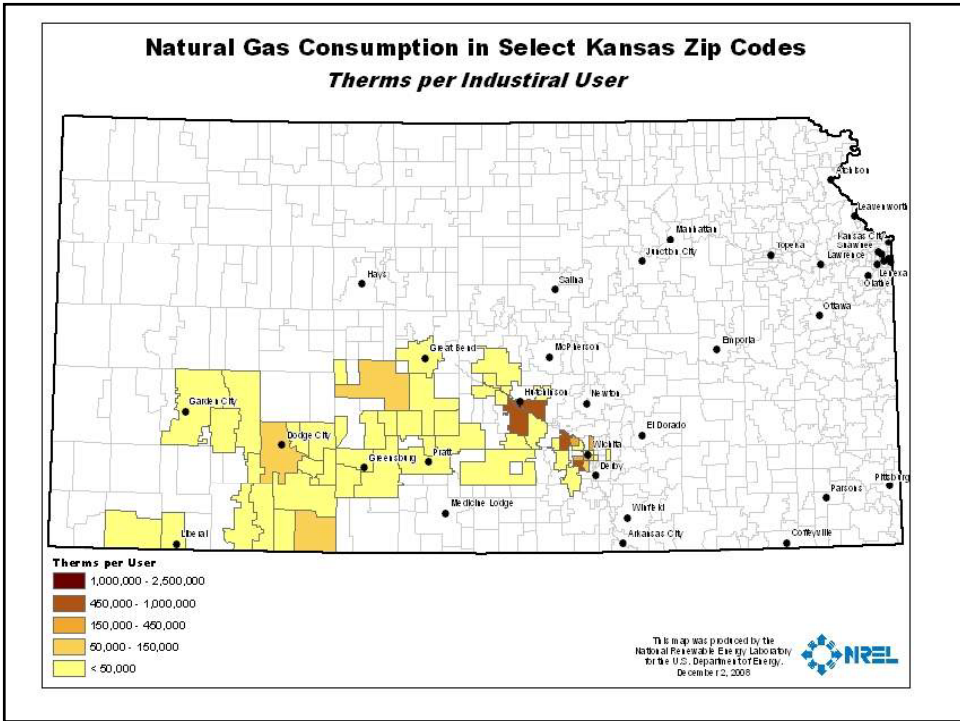 Natural Gas Consumption in Select Kansas Zip Codes
Therms per Industiral User
Atchison
Leavenworth
Manhattan
Kansas City
Shawnee
Topeka
Junction City
Lawrence
Lenexa
Olathe
Hays
Salina
Ottawa
Emporia
Great Bend
McPherson
Hutchinson
Newton
Garden City
El Dorado
Dodge City
Wichita
Greensburg
Pratt
Derby
Pittsburg
Parsons
Medicine Lodge
Winfield
Liberal
Arkansas City
Coffeyville
Therms per User
1,000,000 - 2,500,000
450,000 - 1,000,000
150,000 - 450,000
50,000 - 150,000
< 50,000
This map was produced by the
National Renewable Energy Laboratory
for the U.S. Department of Energy.
December 2, 2008
NREL